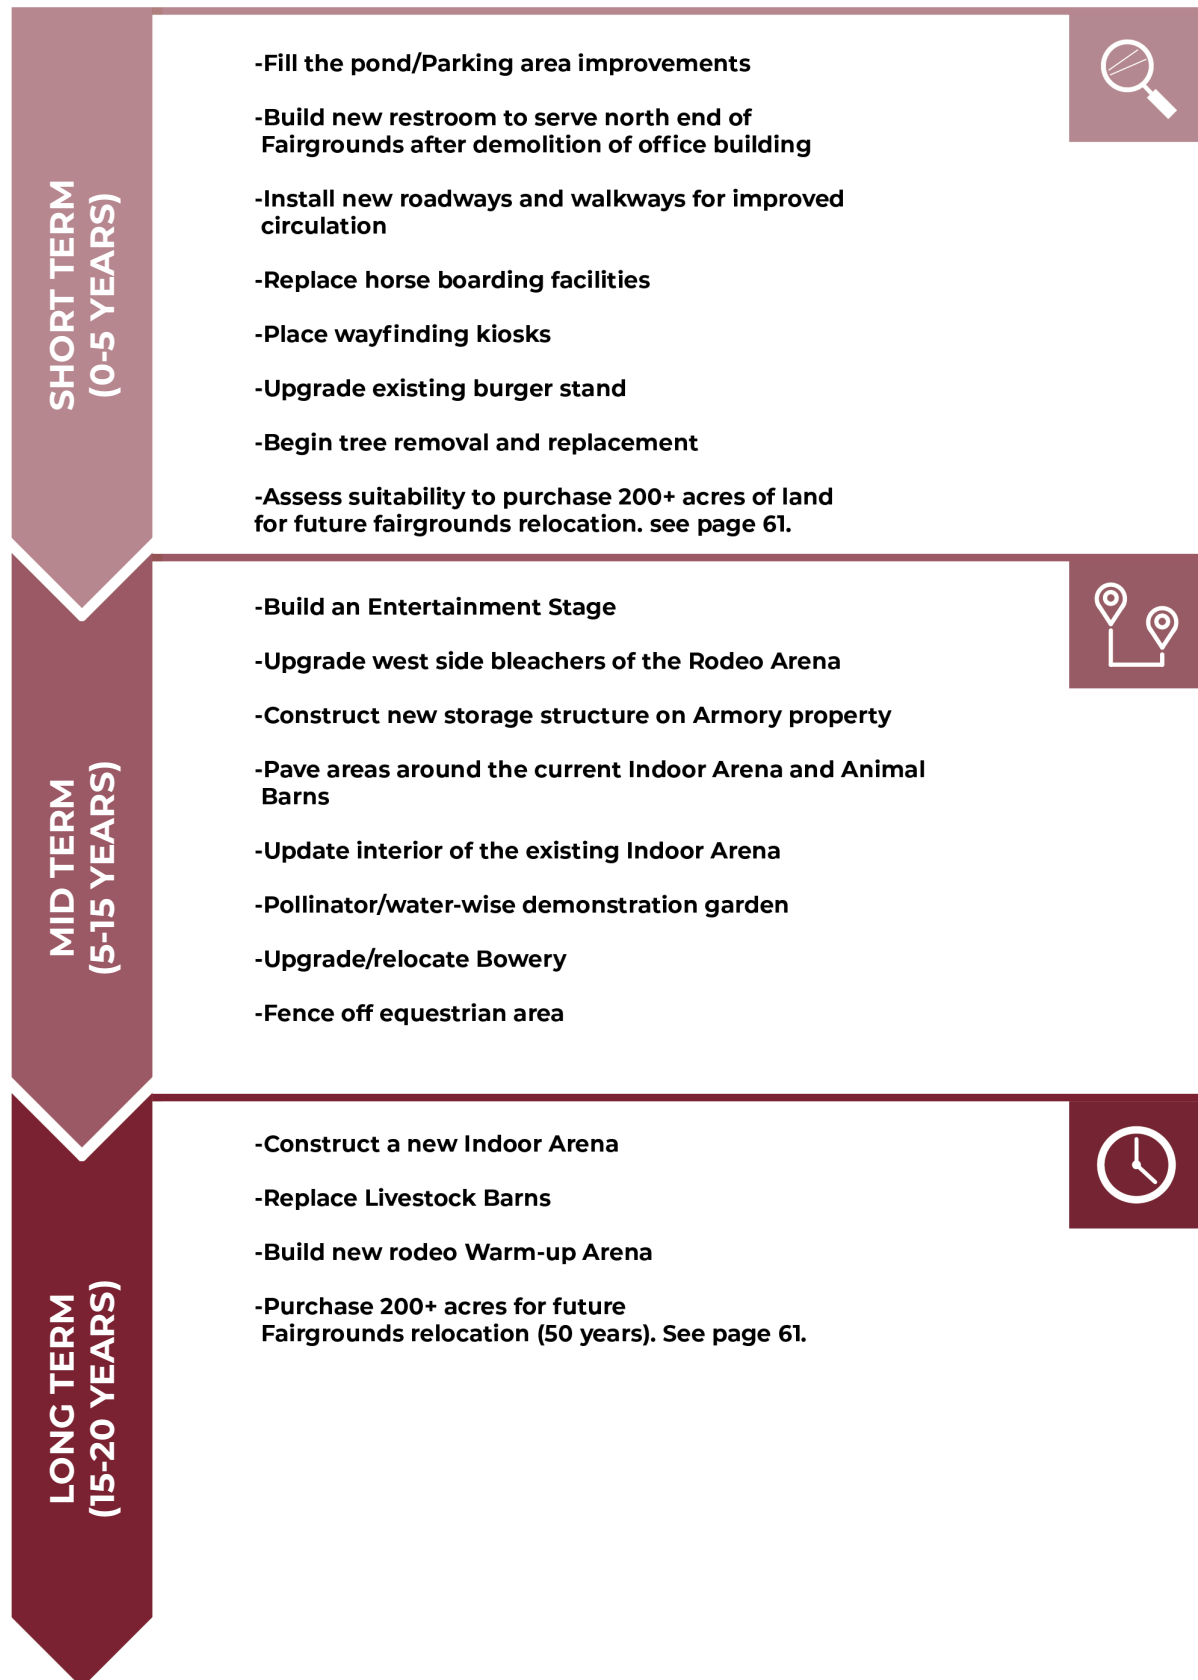 SHORT TERM
(0-5 YEARS)
-Fill the pond/Parking area improvements
-Build new restroom to serve north end of
Fairgrounds after demolition of office building
-Install new roadways and walkways for improved
circulation
-Replace horse boarding facilities
-Place wayfinding kiosks
-Upgrade existing burger stand
-Begin tree removal and replacement
-Assess suitability to purchase 200+ acres of land
for future fairgrounds relocation. see page 61.
MID TERM
(5-15 YEARS)
-Build an Entertainment Stage
-Upgrade west side bleachers of the Rodeo Arena
-Construct new storage structure on Armory property
-Pave areas around the current Indoor Arena and Animal
Barns
-Update interior of the existing Indoor Arena
-Pollinator/water-wise demonstration garden
-Upgrade/relocate Bowery
-Fence off equestrian area
LONG TERM
(15-20 YEARS)
-Construct a new Indoor Arena
-Replace Livestock Barns
-Build new rodeo Warm-up Arena
-Purchase 200+ acres for future
Fairgrounds relocation (50 years). See page 61.